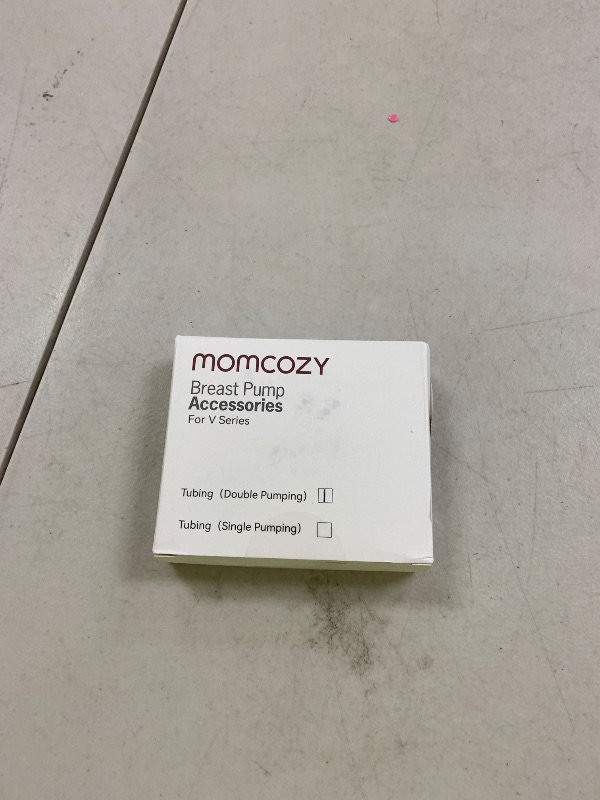 momcozy
Breast Pump
Accessories
For V Series
Tubing（Double Pumping）
Tubing（Single Pumping）